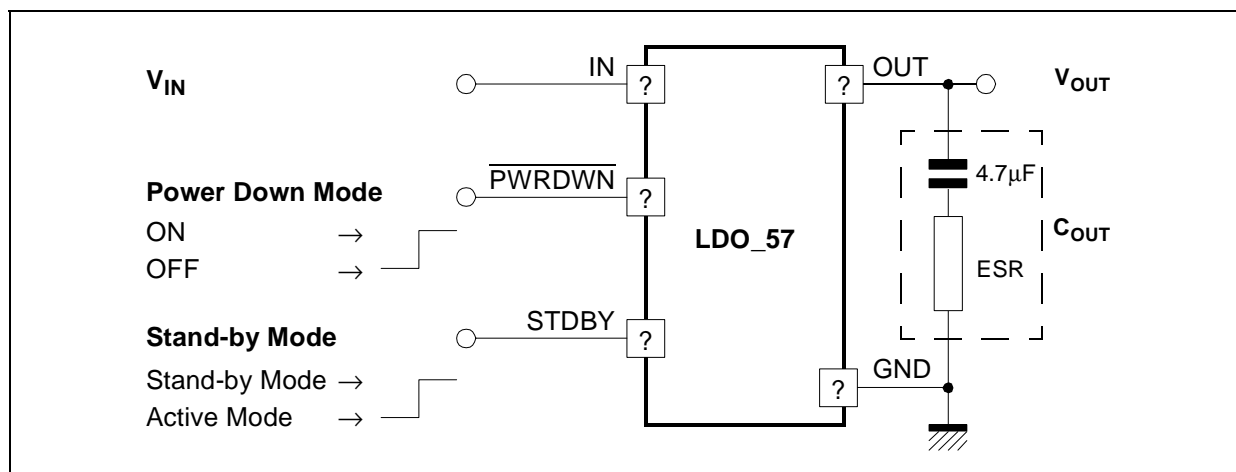 V_IN
IN
?
?
OUT
V_OUT
Power Down Mode
ON →
OFF →
PWRDWN
?
LDO_57
4.7µF
C_OUT
ESR
Stand-by Mode
Stand-by Mode →
Active Mode →
STDBY
?
?
GND